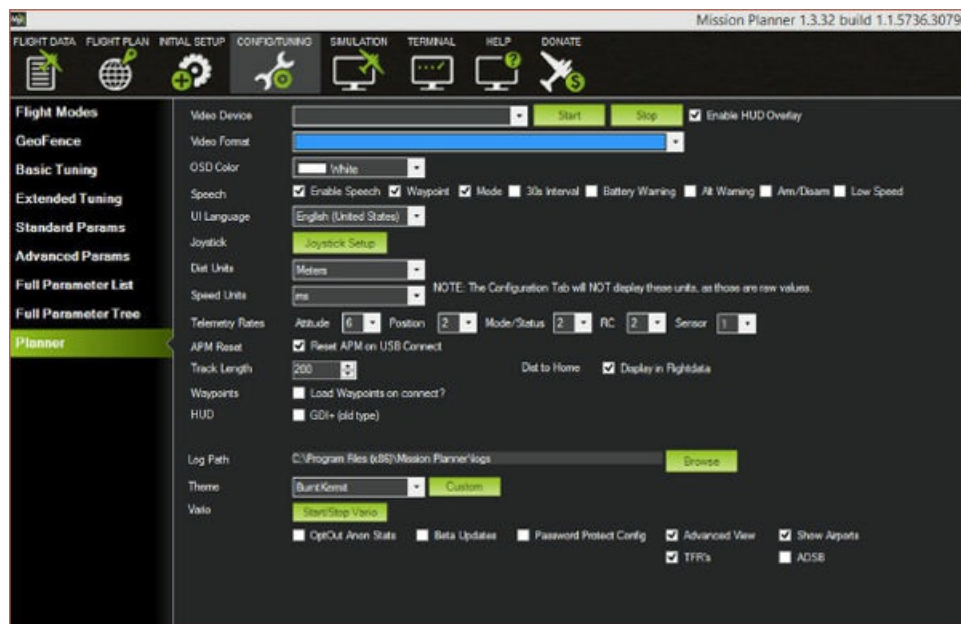 Mission Planner 1.3.32 build 1.1.5736.3079
FLIGHT DATA FLIGHT PLAN INITIAL SETUP CONFIG/TUNING SIMULATION TERMINAL HELP DONATE
Flight Modes
GeoFence
Basic Tuning
Extended Tuning
Standard Params
Advanced Params
Full Parameter List
Full Parameter Tree
Planner
Video Device Start Stop Enable HUD Overlay
Video Format
OSD Color White
Speech Enable Speech Waypoint Mode 30s Interval Battery Warning Alt Warning Arm/Disarm Low Speed
UI Language English (United States)
Joystick Joystick Setup
Dist Units Meters
NOTE: The Configuration Tab will NOT display these units, as those are raw values.
Speed Units ms
Telemetry Rates Attitude 6 Position 2 Mode/Status 2 RC 2 Sensor 1
APM Reset Reset APM on USB Connect
Track Length 200 Dist to Home Display in Flightdata
Waypoints Load Waypoints on connect?
HUD GDI+ (old type)
Log Path C:\Program Files (x86)\Mission Planner\logs Browse
Theme BurntKermit Custom
Vario Start/Stop Vario
OptOut Anon Stats Beta Updates Password Protect Config Advanced View Show Airports
TFR's ADSB